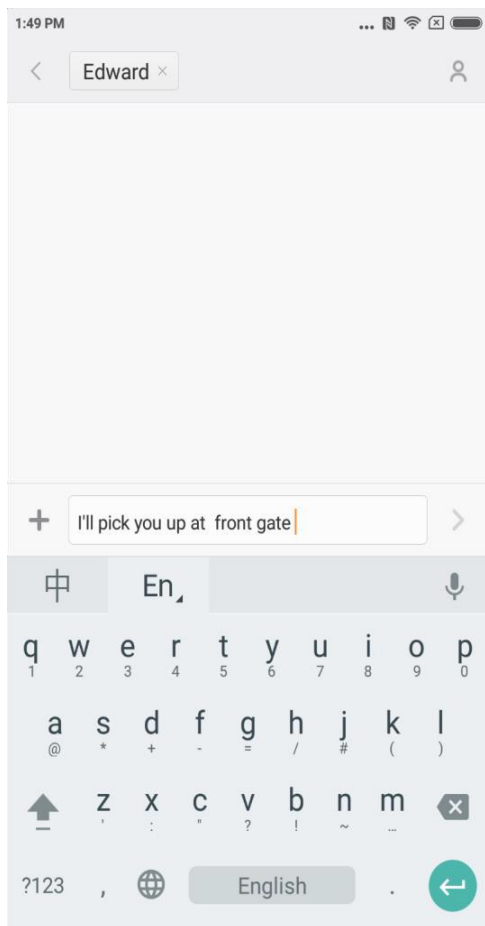 1:49 PM ...
Edward ×
I'll pick you up at  front gate
中 En
q w e r t y u i o p
1 2 3 4 5 6 7 8 9 0
a s d f g h j k l
@ * + - = / # ( )
z x c v b n m
' : " ? ! ~ ...
?123 , English .